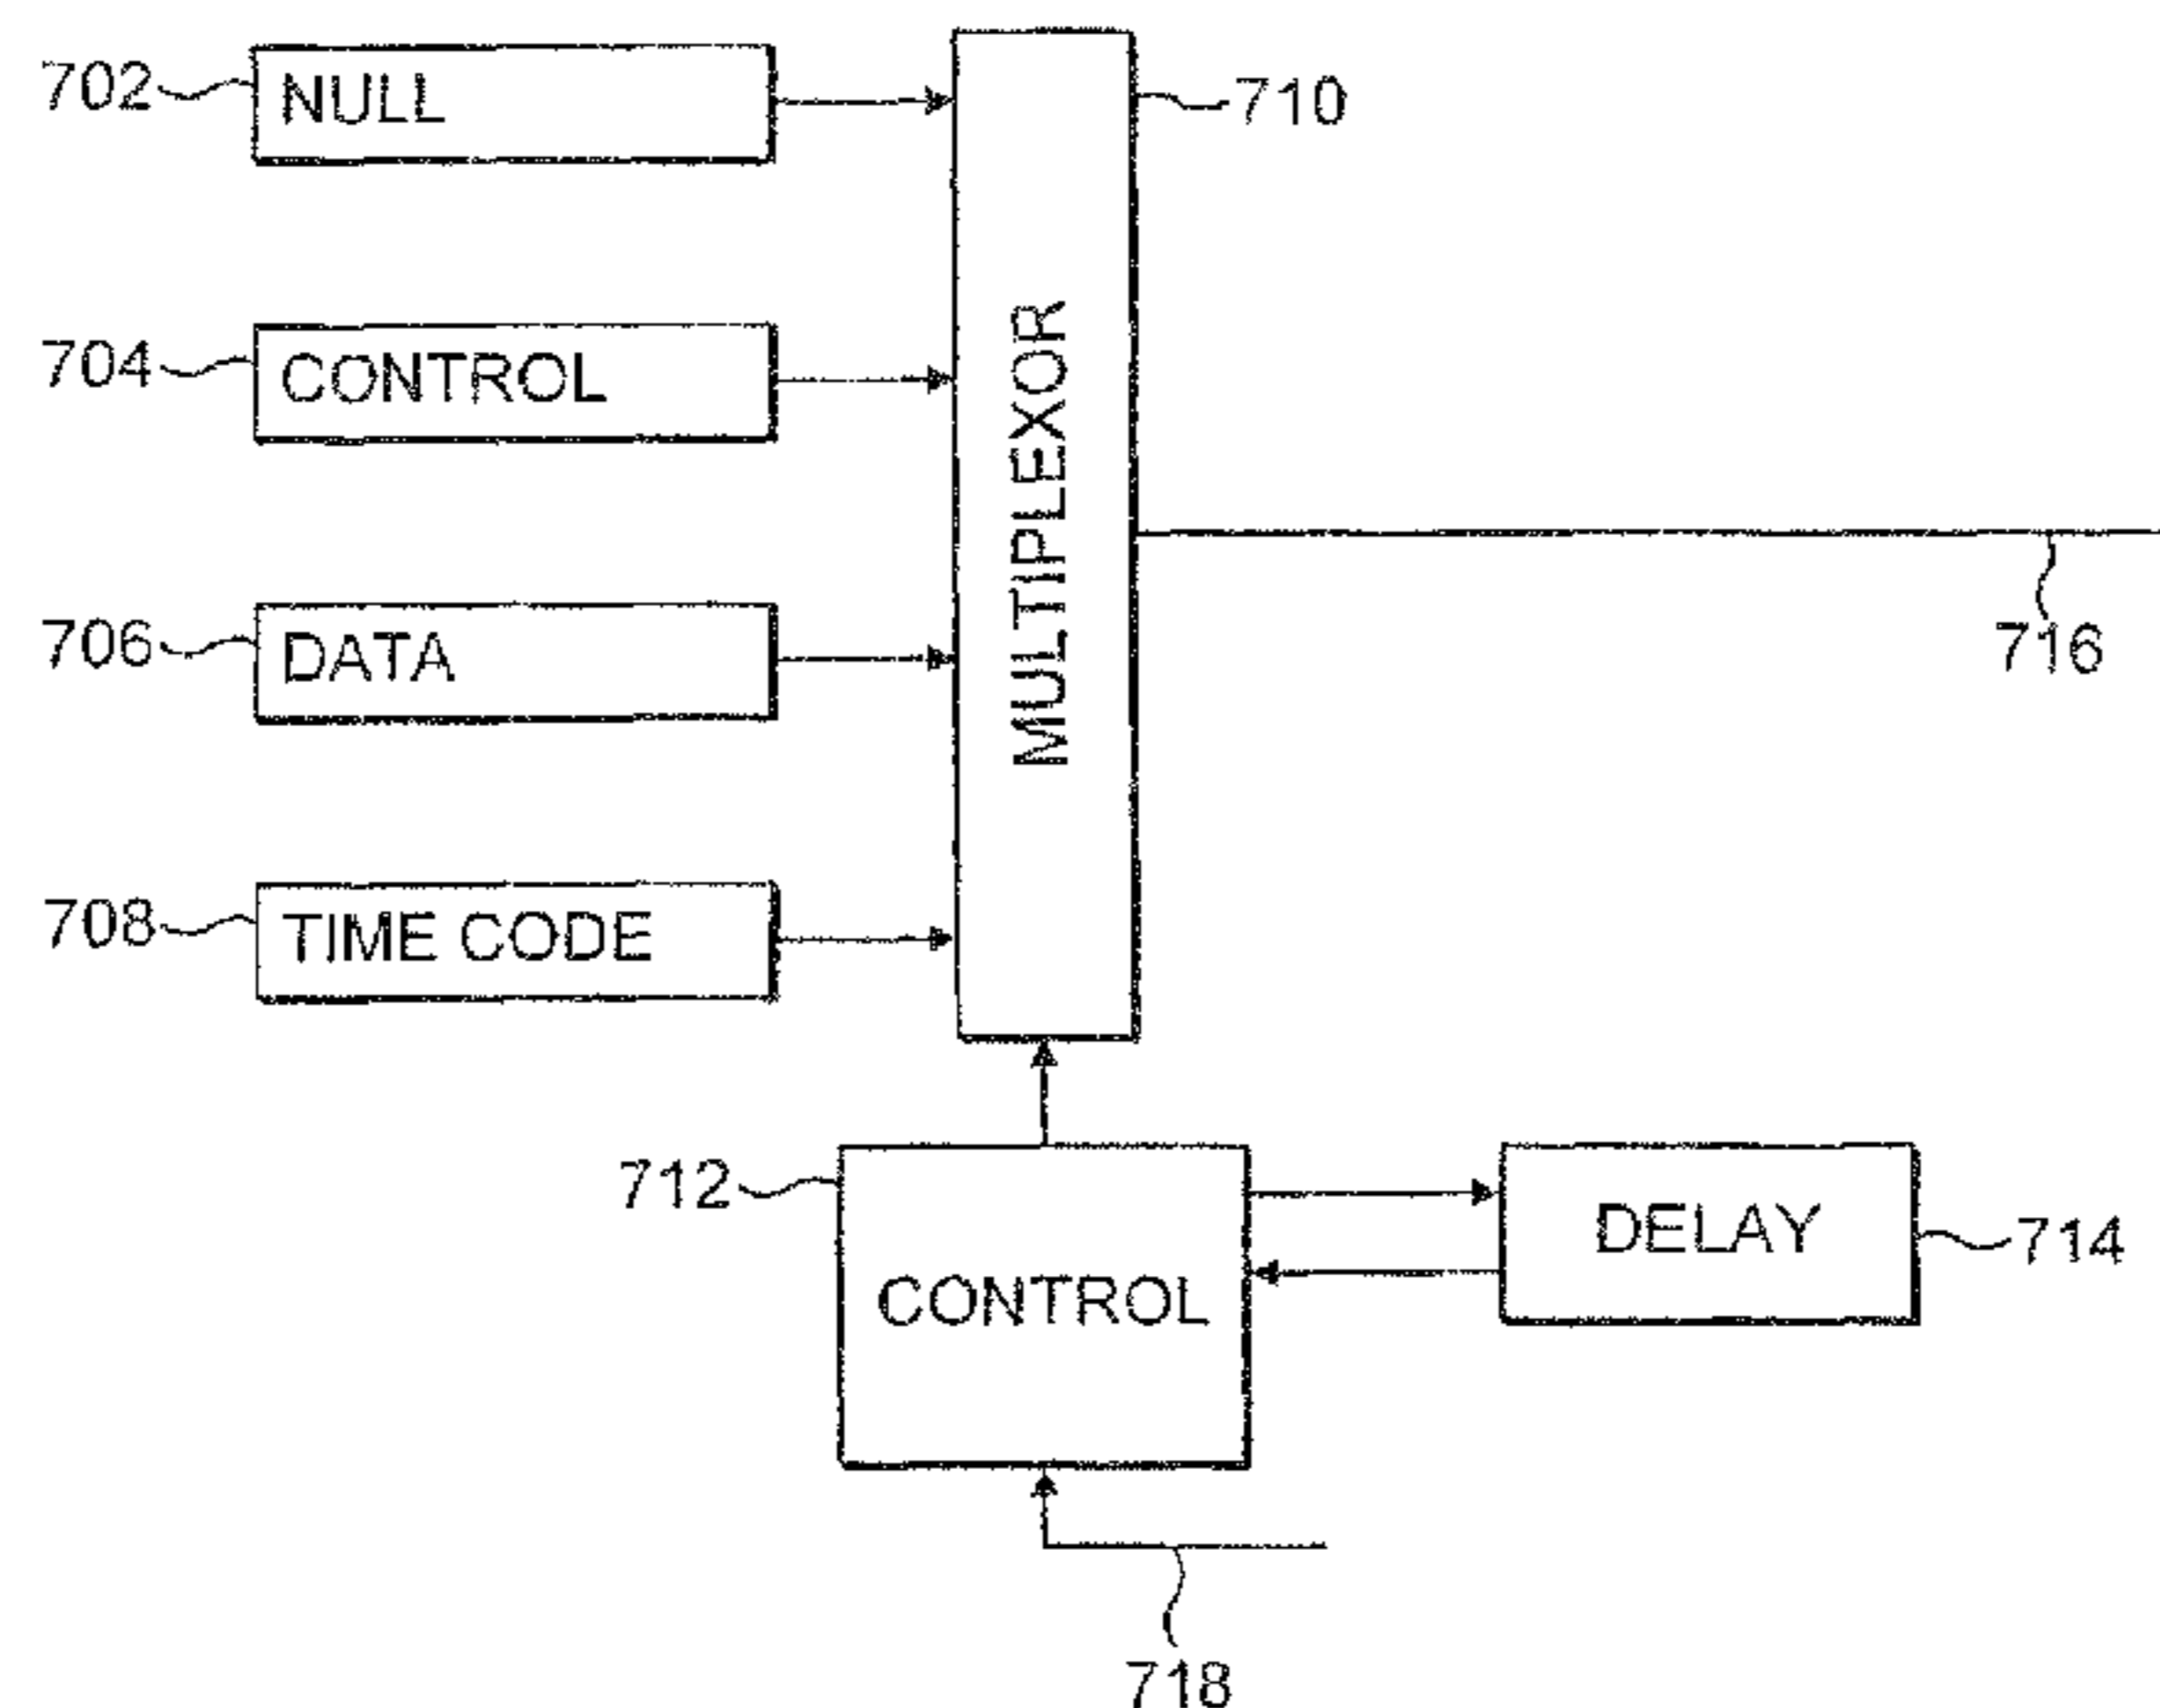 702
NULL
710
704
CONTROL
MULTIPLEXOR
706
DATA
716
708
TIME CODE
712
CONTROL
DELAY
714
718